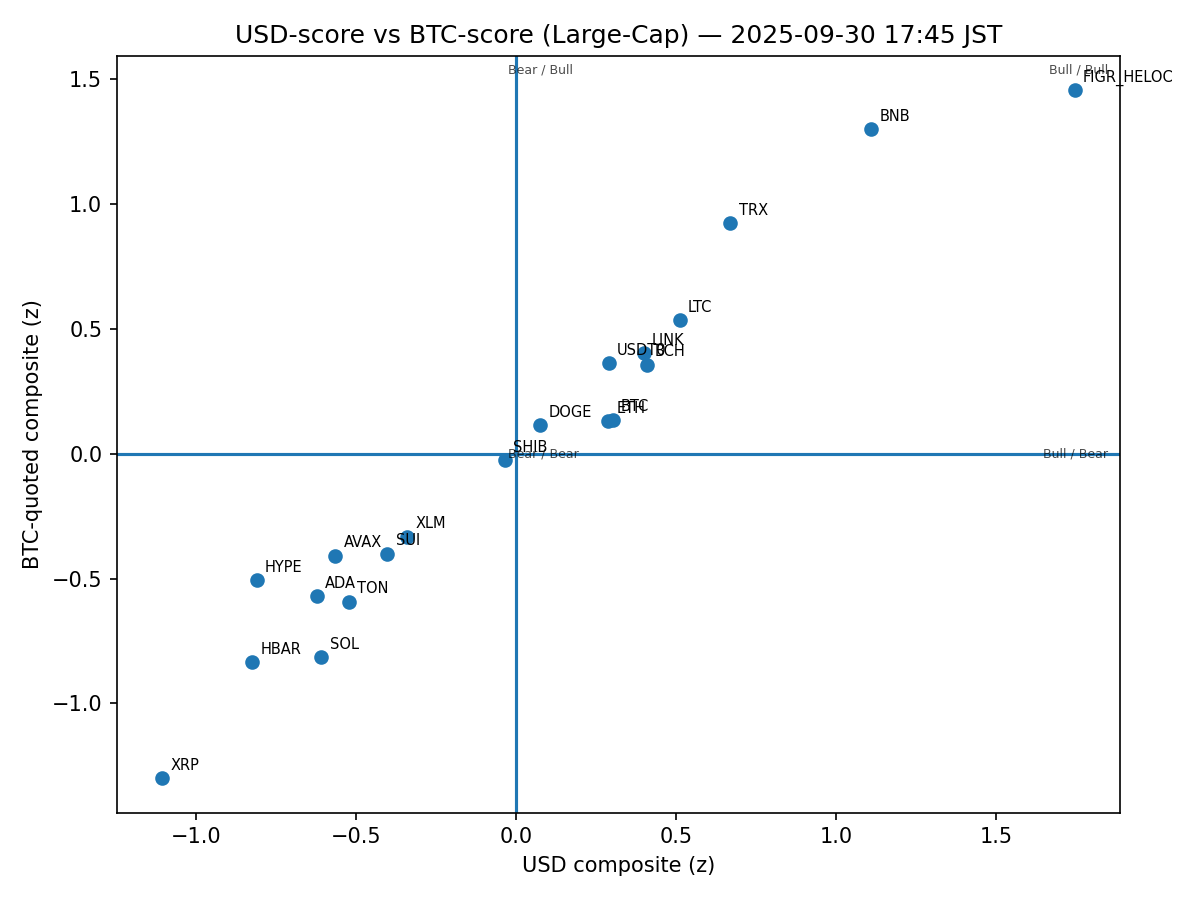 USD-score vs BTC-score (Large-Cap) — 2025-09-30 17:45 JST
Bear / Bull
Bull / Bull
FIGR_HELOC
BNB
TRX
LTC
LINK
USDTB
BCH
BTC
ETH
DOGE
SHIB
Bear / Bear
Bull / Bear
XLM
SUI
AVAX
HYPE
ADA
TON
SOL
HBAR
XRP
1.5
1.0
0.5
0.0
−0.5
−1.0
BTC-quoted composite (z)
−1.0
−0.5
0.0
0.5
1.0
1.5
USD composite (z)